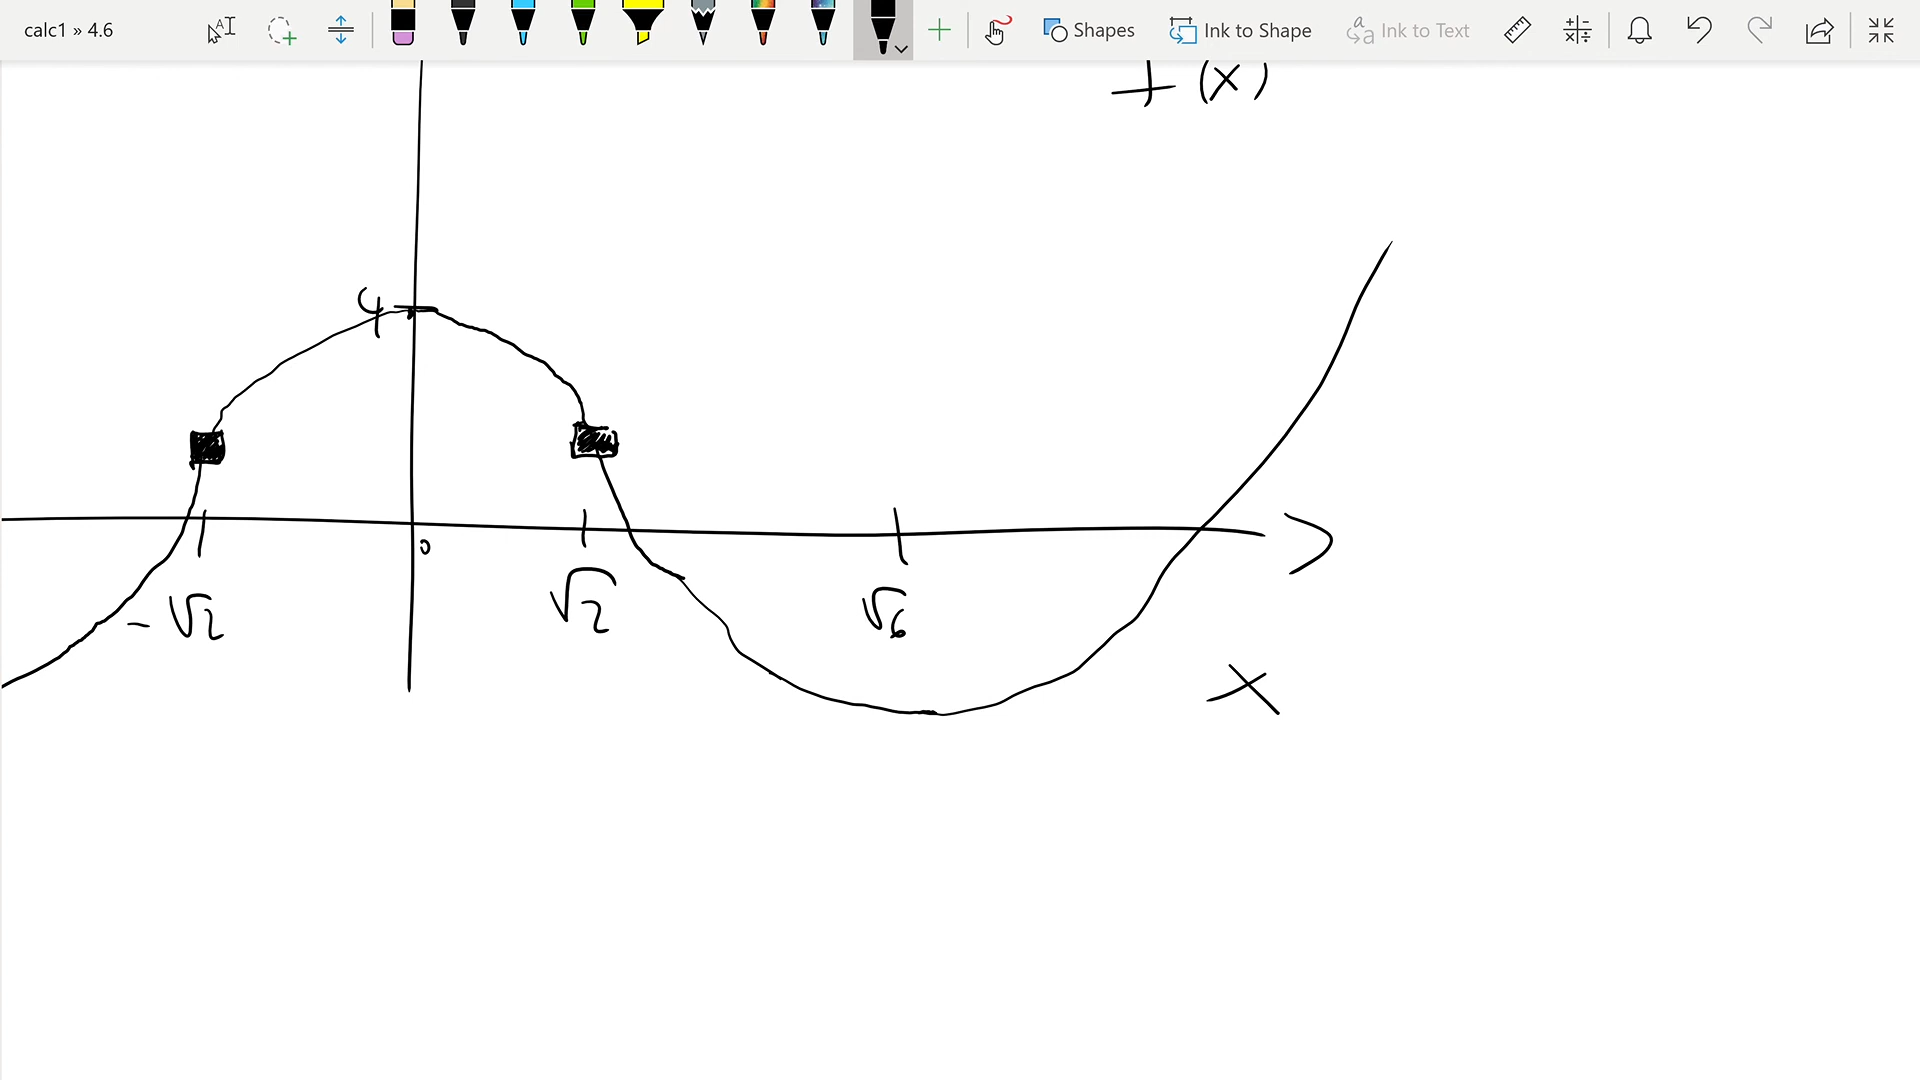 calc1 » 4.6
Shapes
Ink to Shape
Ink to Text
f(x)
4
0
-√2
√2
√6
x